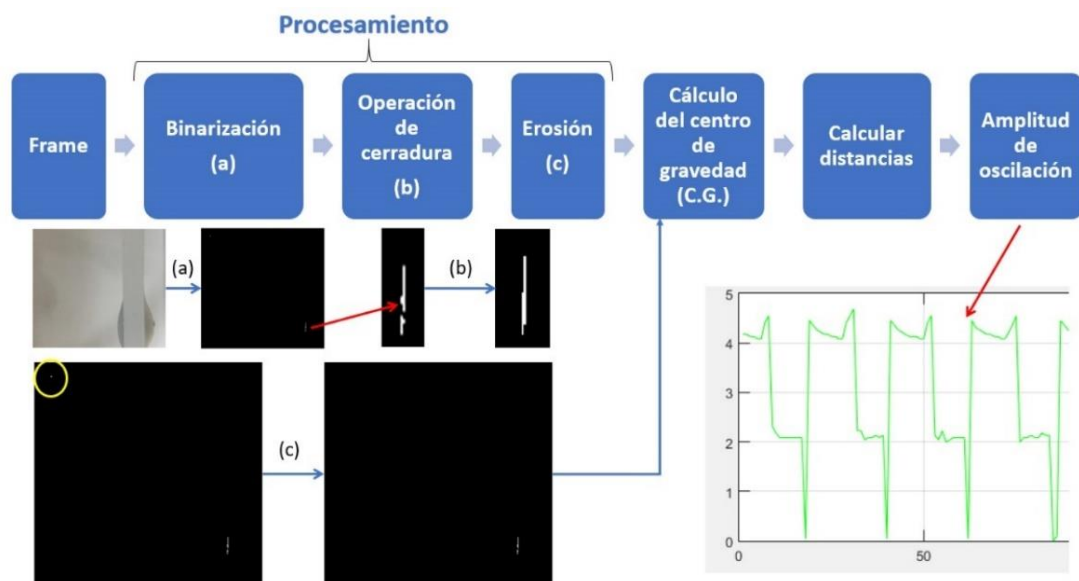 Procesamiento
Frame
Binarización
(a)
Operación
de
cerradura
(b)
Erosión
(c)
Cálculo
del centro
de
gravedad
(C.G.)
Calcular
distancias
Amplitud
de
oscilación
(a)
(b)
(c)
5
4
3
2
1
0
0
50